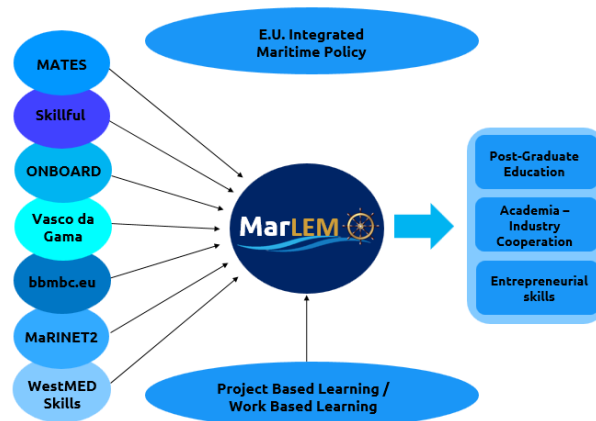 E.U. Integrated
Maritime Policy
MATES
Skillful
ONBOARD
Vasco da
Gama
bbmbc.eu
MaRINET2
WestMED
Skills
MarLEM
Post-Graduate
Education
Academia –
Industry
Cooperation
Entrepreneurial
skills
Project Based Learning /
Work Based Learning